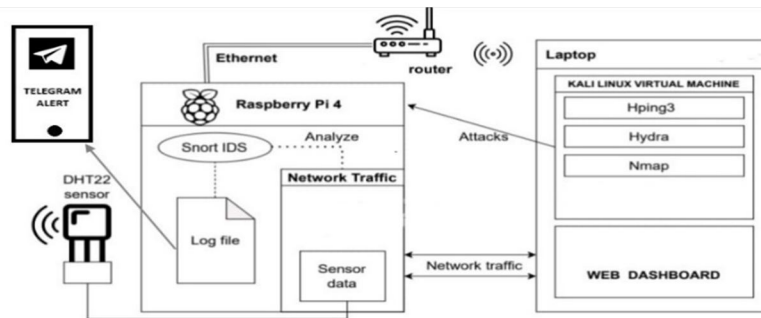 Ethernet
router
Laptop
TELEGRAM
ALERT
Raspberry Pi 4
KALI LINUX VIRTUAL MACHINE
Hping3
Hydra
Nmap
Attacks
Analyze
Snort IDS
Network Traffic
DHT22
sensor
Log file
Sensor
data
Network traffic
WEB DASHBOARD